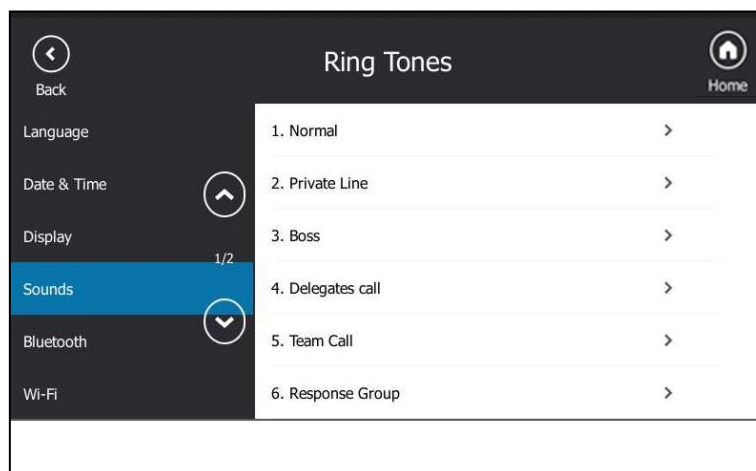 Ring Tones
Back
Home
Language
Date & Time
Display
1/2
Sounds
Bluetooth
Wi-Fi
1. Normal
2. Private Line
3. Boss
4. Delegates call
5. Team Call
6. Response Group